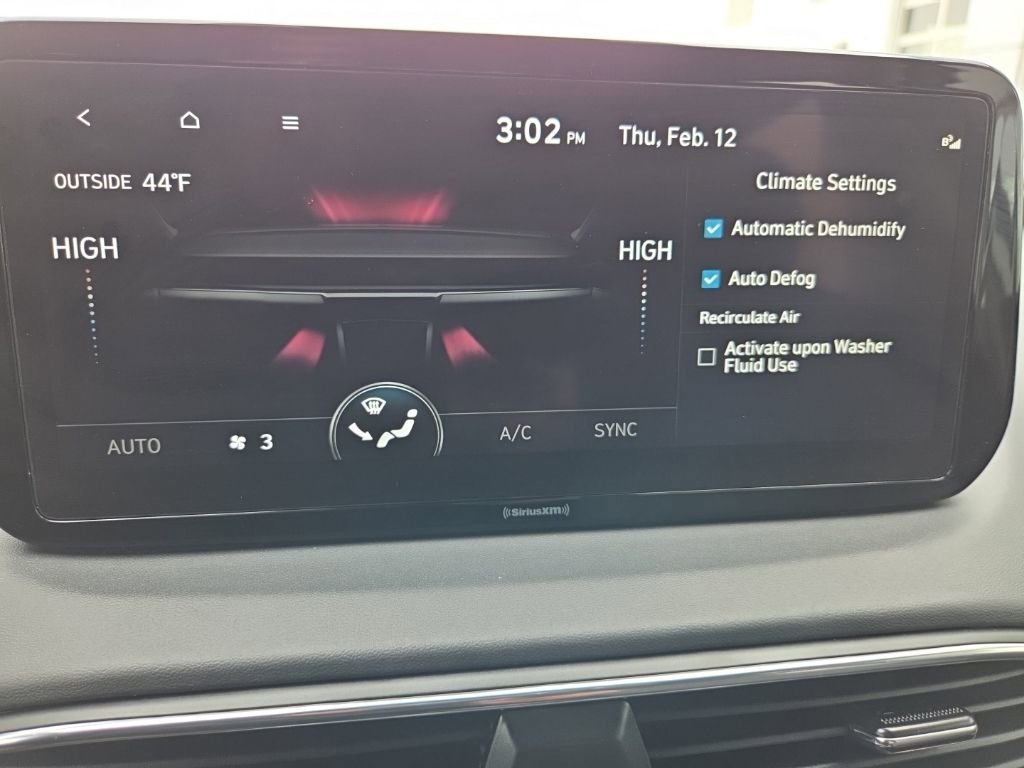 3:02 PM Thu, Feb. 12
OUTSIDE 44°F
HIGH
HIGH
Climate Settings
Automatic Dehumidify
Auto Defog
Recirculate Air
Activate upon Washer
Fluid Use
AUTO
3
A/C
SYNC
((SiriusXM))